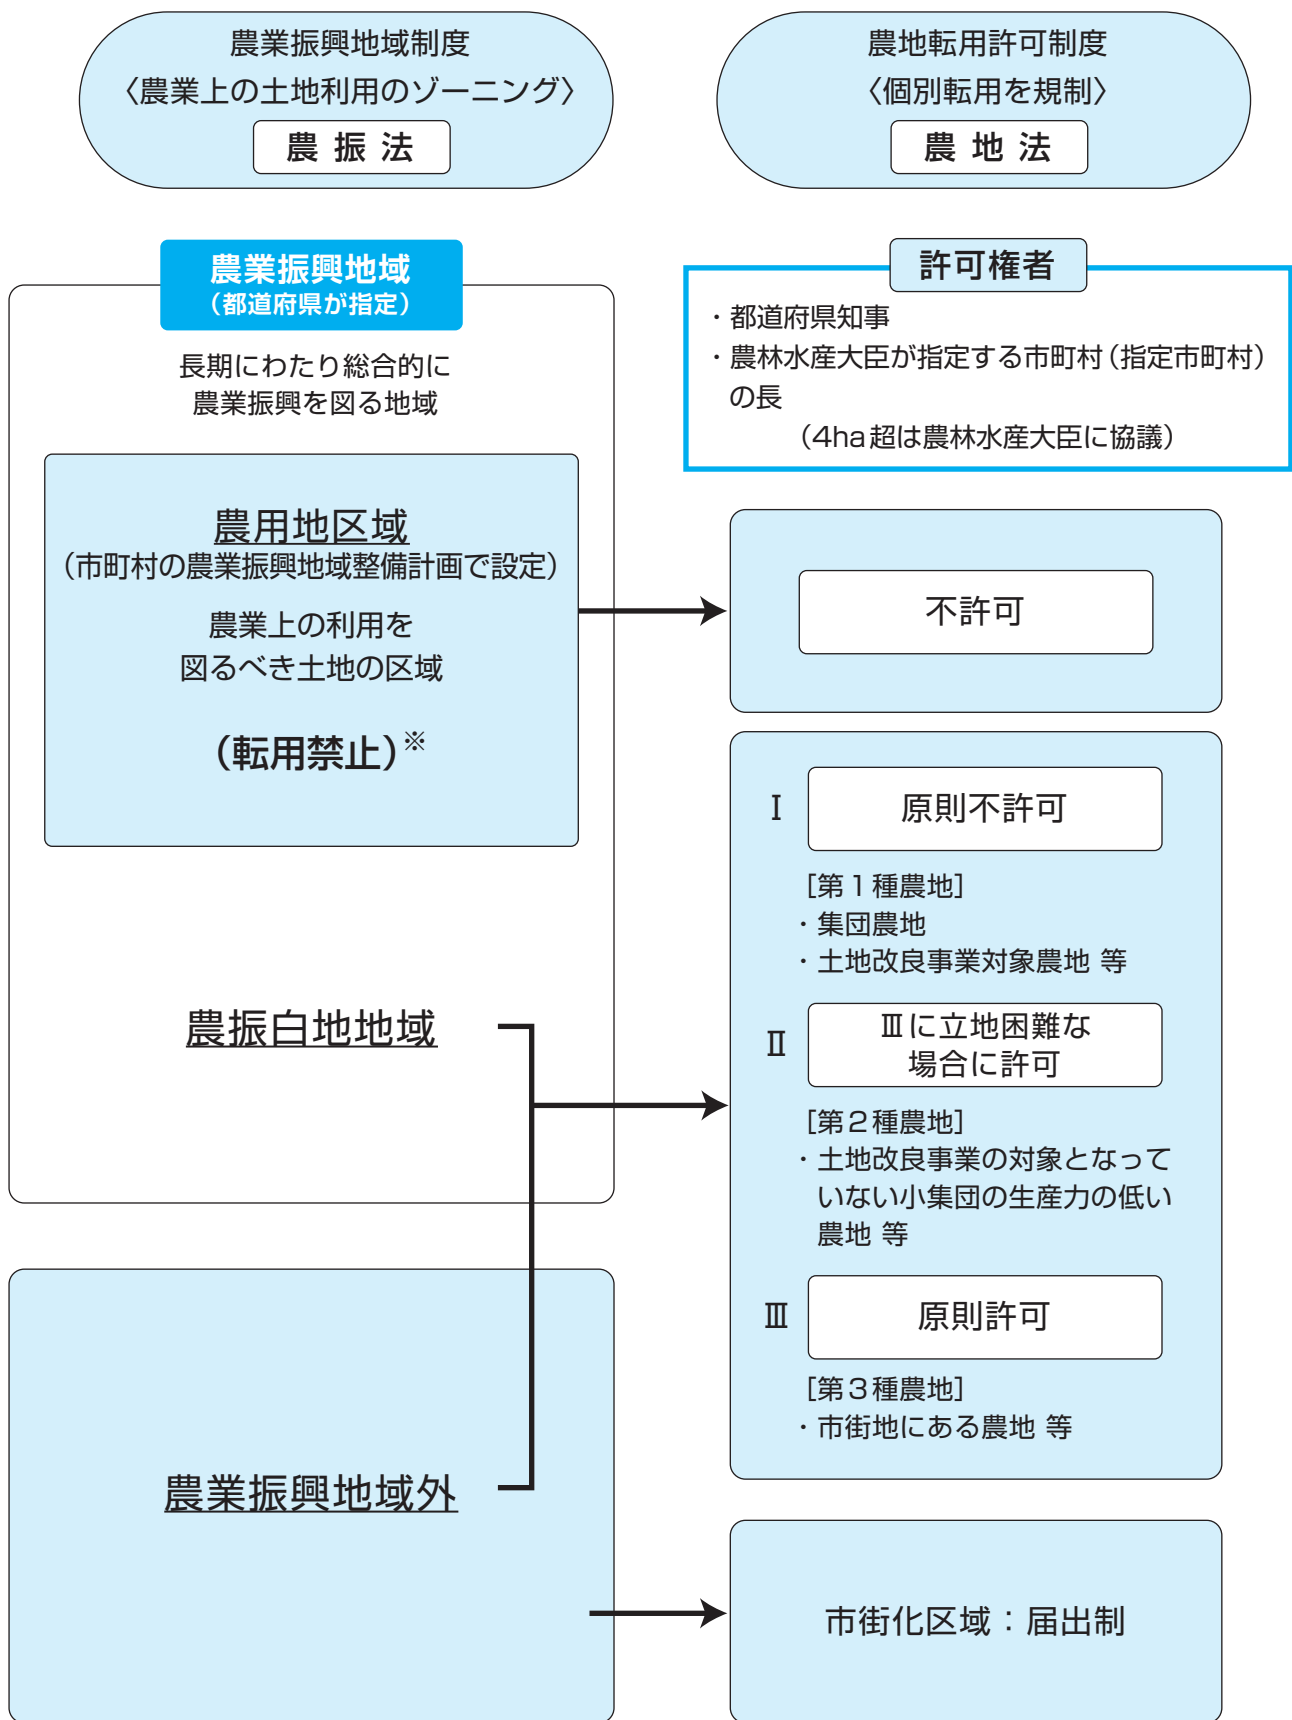 農業振興地域制度
〈農業上の土地利用のゾーニング〉
農振法
農地転用許可制度
〈個別転用を規制〉
農地法
農業振興地域
（都道府県が指定）
長期にわたり総合的に
農業振興を図る地域
農用地区域
（市町村の農業振興地域整備計画で設定）
農業上の利用を
図るべき土地の区域
（転用禁止）※
農振白地地域
農業振興地域外
許可権者
・都道府県知事
・農林水産大臣が指定する市町村（指定市町村）
の長
（4ha超は農林水産大臣に協議）
不許可
Ⅰ 原則不許可
［第１種農地］
・集団農地
・土地改良事業対象農地 等
Ⅱ Ⅲに立地困難な
場合に許可
［第２種農地］
・土地改良事業の対象となって
いない小集団の生産力の低い
農地 等
Ⅲ 原則許可
［第３種農地］
・市街地にある農地 等
市街化区域：届出制